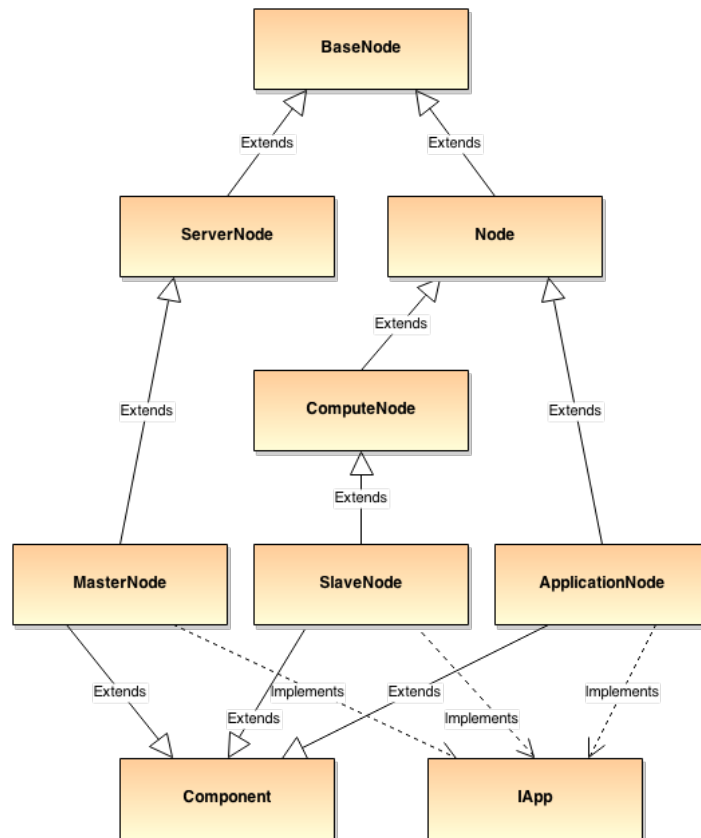 BaseNode
Extends
Extends
ServerNode
Node
Extends
ComputeNode
Extends
Extends
Extends
MasterNode
SlaveNode
ApplicationNode
Extends
Implements
Extends
Implements
Extends
Implements
Component
IApp